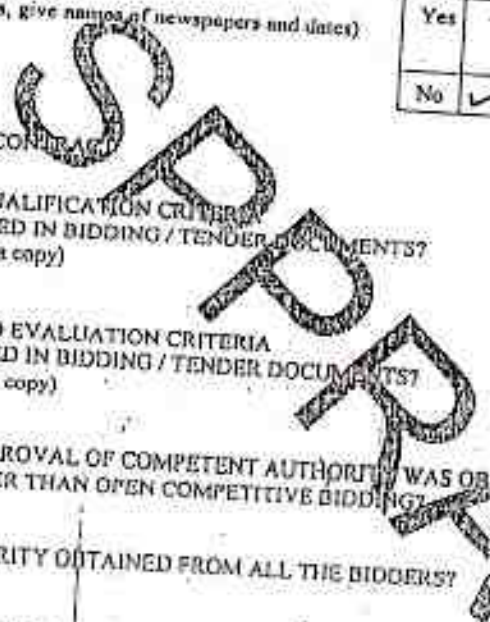 s, give names of newspapers and dates)
Yes
No ✓
CONTRACT
ALIFICATION CRITERIA
ED IN BIDDING / TENDER DOCUMENTS?
a copy)
EVALUATION CRITERIA
ED IN BIDDING / TENDER DOCUMENTS?
copy)
ROVAL OF COMPETENT AUTHORITY WAS OB
ER THAN OPEN COMPETITIVE BIDDING?
RITY OBTAINED FROM ALL THE BIDDERS?
SPPR